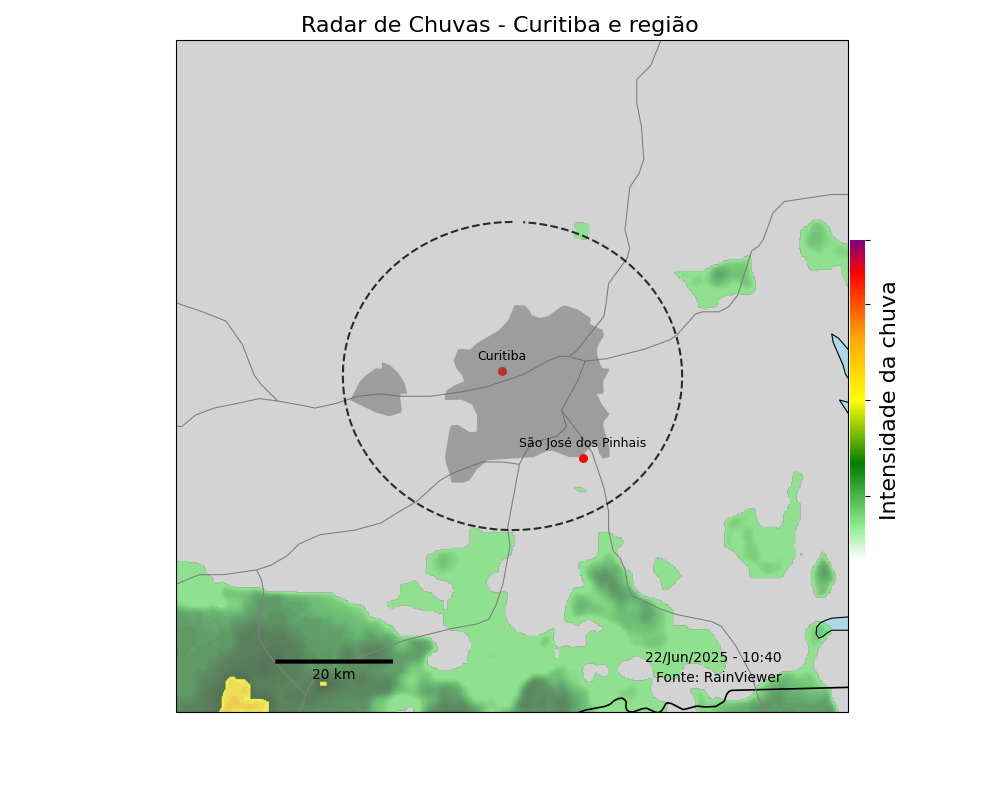 Radar de Chuvas - Curitiba e região
Curitiba
São José dos Pinhais
Intensidade da chuva
22/Jun/2025 - 10:40
20 km
Fonte: RainViewer